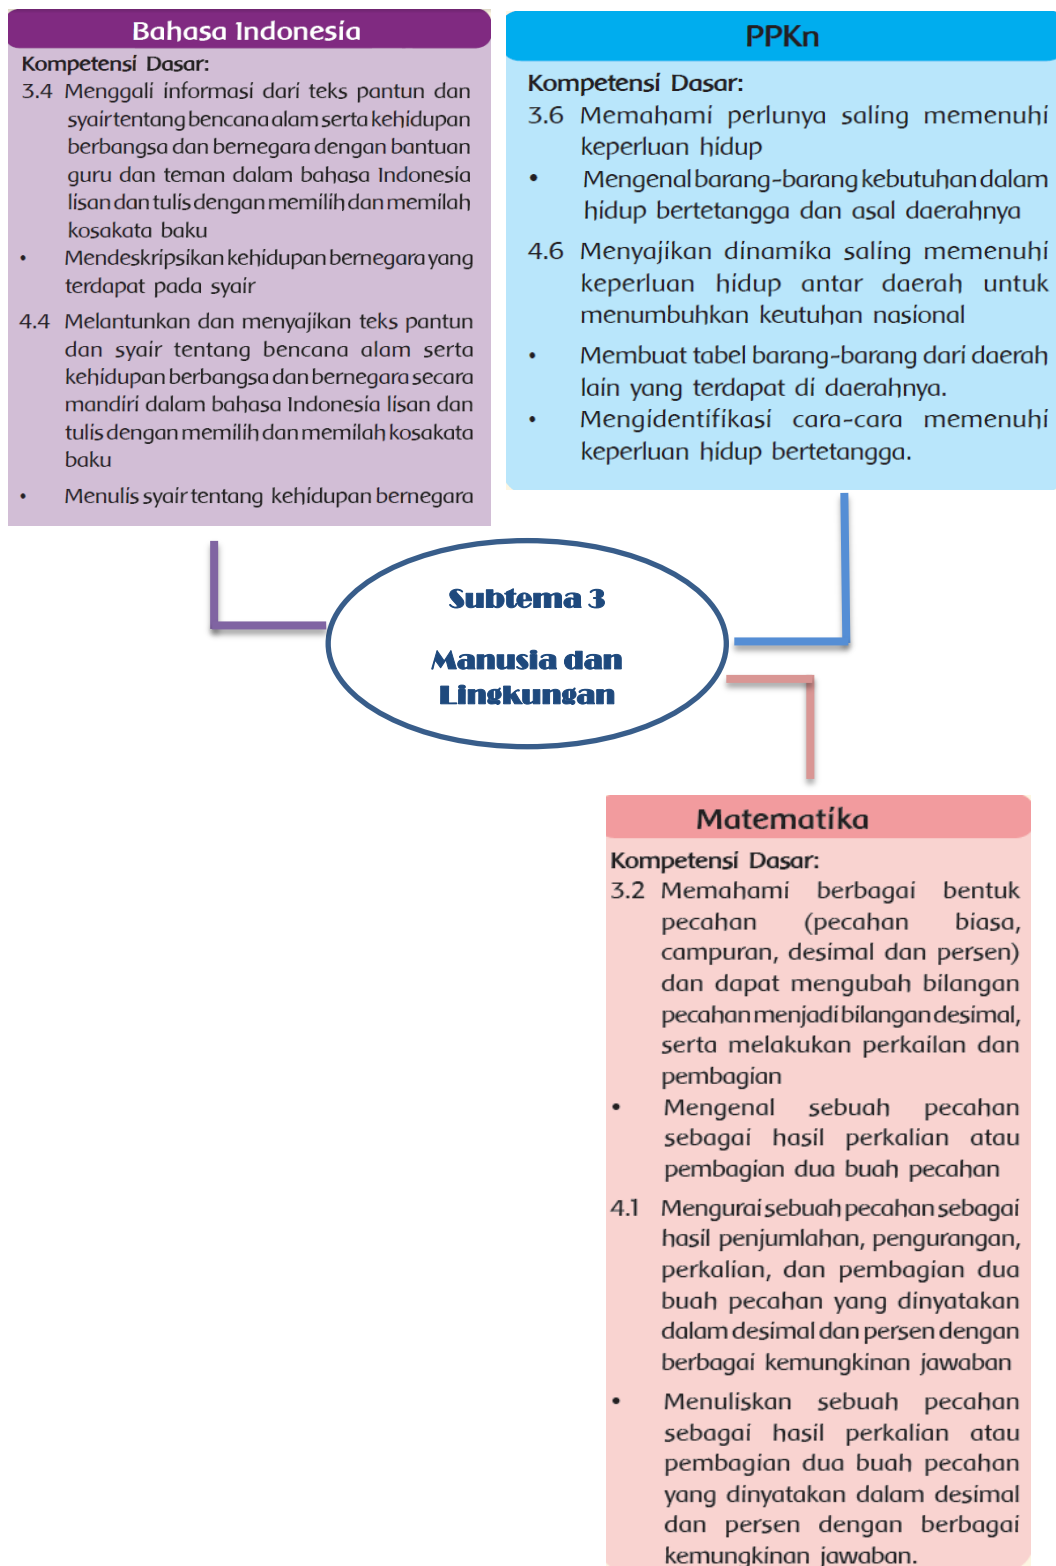 Bahasa Indonesia
Kompetensi Dasar:
3.4 Menggali informasi dari teks pantun dan
syair tentang bencana alam serta kehidupan
berbangsa dan bernegara dengan bantuan
guru dan teman dalam bahasa Indonesia
lisan dan tulis dengan memilih dan memilah
kosakata baku
• Mendeskripsikan kehidupan bernegara yang
terdapat pada syair
4.4 Melantunkan dan menyajikan teks pantun
dan syair tentang bencana alam serta
kehidupan berbangsa dan bernegara secara
mandiri dalam bahasa Indonesia lisan dan
tulis dengan memilih dan memilah kosakata
baku
• Menulis syair tentang kehidupan bernegara
PPKn
Kompetensi Dasar:
3.6 Memahami perlunya saling memenuhi
keperluan hidup
• Mengenal barang-barang kebutuhan dalam
hidup bertetangga dan asal daerahnya
4.6 Menyajikan dinamika saling memenuhi
keperluan hidup antar daerah untuk
menumbuhkan keutuhan nasional
• Membuat tabel barang-barang dari daerah
lain yang terdapat di daerahnya.
• Mengidentifikasi cara-cara memenuhi
keperluan hidup bertetangga.
Subtema 3
Manusia dan
Lingkungan
Matematika
Kompetensi Dasar:
3.2 Memahami berbagai bentuk
pecahan (pecahan biasa,
campuran, desimal dan persen)
dan dapat mengubah bilangan
pecahan menjadi bilangan desimal,
serta melakukan perkailan dan
pembagian
• Mengenal sebuah pecahan
sebagai hasil perkalian atau
pembagian dua buah pecahan
4.1 Mengurai sebuah pecahan sebagai
hasil penjumlahan, pengurangan,
perkalian, dan pembagian dua
buah pecahan yang dinyatakan
dalam desimal dan persen dengan
berbagai kemungkinan jawaban
• Menuliskan sebuah pecahan
sebagai hasil perkalian atau
pembagian dua buah pecahan
yang dinyatakan dalam desimal
dan persen dengan berbagai
kemungkinan jawaban.